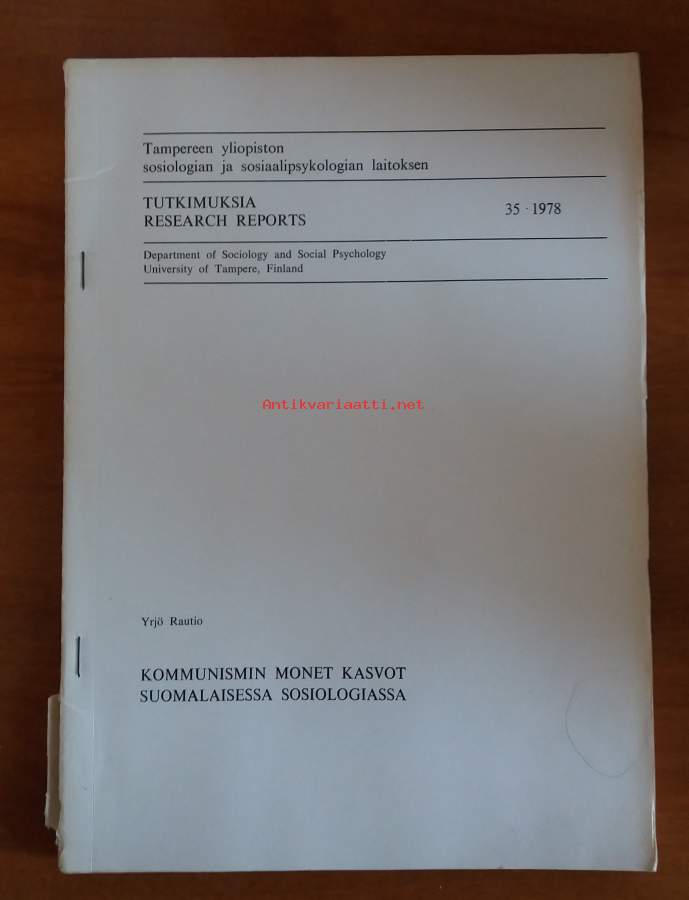 Tampereen yliopiston
sosiologian ja sosiaalipsykologian laitoksen
TUTKIMUKSIA
RESEARCH REPORTS
35 · 1978
Department of Sociology and Social Psychology
University of Tampere, Finland
Antikvariaatti.net
Yrjö Rautio
KOMMUNISMIN MONET KASVOT
SUOMALAISESSA SOSIOLOGIASSA